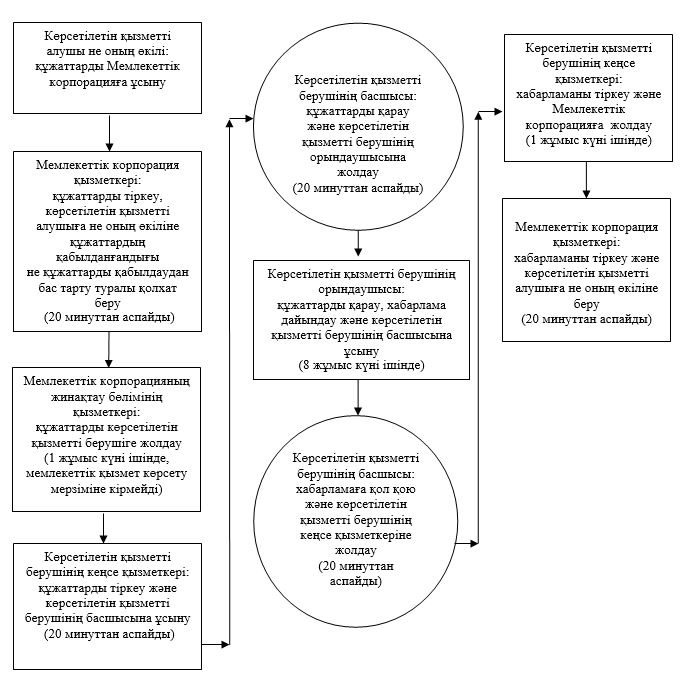 Көрсетілетін қызметті
алушы не оның өкілі:
құжаттарды Мемлекеттік
корпорацияға ұсыну
Мемлекеттік корпорация
қызметкері:
құжаттарды тіркеу,
көрсетілетін қызметті
алушыға не оның өкіліне
құжаттардың
қабылданғандығы
не құжаттарды қабылдаудан
бас тарту туралы қолхат
беру
(20 минуттан аспайды)
Мемлекеттік корпорацияның
жинақтау бөлімінің
қызметкері:
құжаттарды көрсетілетін
қызметті берушіге жолдау
(1 жұмыс күні ішінде,
мемлекеттік қызмет көрсету
мерзіміне кірмейді)
Көрсетілетін қызметті
берушінің кеңсе қызметкері:
құжаттарды тіркеу және
көрсетілетін қызметті
берушінің басшысына ұсыну
(20 минуттан аспайды)
Көрсетілетін қызметті
берушінің басшысы:
құжаттарды қарау
және көрсетілетін
қызметті берушінің
орындаушысына
жолдау
(20 минуттан аспайды)
Көрсетілетін қызметті берушінің
орындаушысы:
құжаттарды қарау, хабарлама
дайындау және көрсетілетін
қызметті берушінің басшысына
ұсыну
(8 жұмыс күні ішінде)
Көрсетілетін қызметті
берушінің басшысы:
хабарламаға қол қою
және көрсетілетін
қызметті берушінің
кеңсе қызметкеріне
жолдау
(20 минуттан
аспайды)
Көрсетілетін қызметті
берушінің кеңсе
қызметкері:
хабарламаны тіркеу және
Мемлекеттік
корпорацияға жолдау
(1 жұмыс күні ішінде)
Мемлекеттік корпорация
қызметкері:
хабарламаны тіркеу және
көрсетілетін қызметті
алушыға не оның өкіліне
беру
(20 минуттан аспайды)